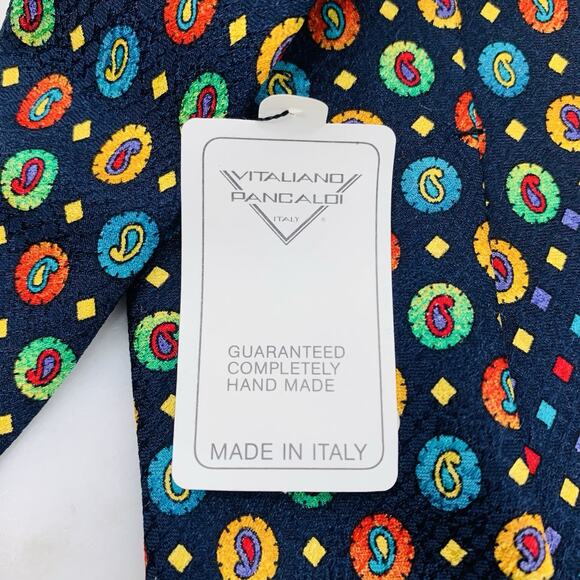 VITALIANO
PANCALDI
ITALY ®
GUARANTEED
COMPLETELY
HAND MADE
MADE IN ITALY